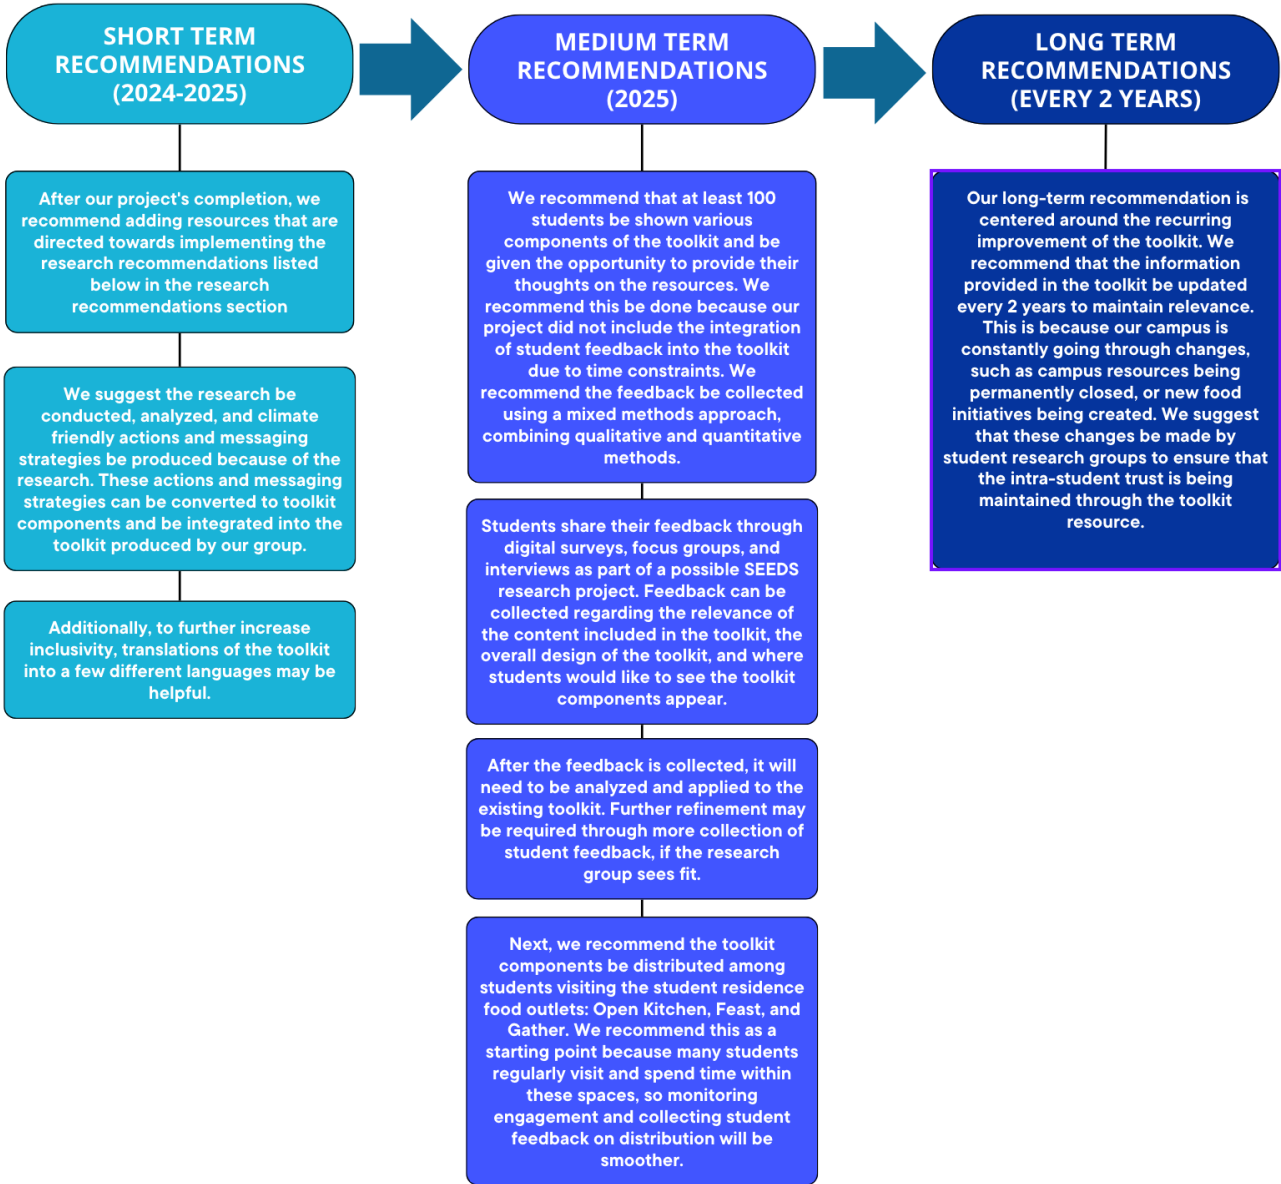 SHORT TERM
RECOMMENDATIONS
(2024-2025)
After our project's completion, we
recommend adding resources that are
directed towards implementing the
research recommendations listed
below in the research
recommendations section
We suggest the research be
conducted, analyzed, and climate
friendly actions and messaging
strategies be produced because of the
research. These actions and messaging
strategies can be converted to toolkit
components and be integrated into the
toolkit produced by our group.
Additionally, to further increase
inclusivity, translations of the toolkit
into a few different languages may be
helpful.
MEDIUM TERM
RECOMMENDATIONS
(2025)
We recommend that at least 100
students be shown various
components of the toolkit and be
given the opportunity to provide their
thoughts on the resources. We
recommend this be done because our
project did not include the integration
of student feedback into the toolkit
due to time constraints. We
recommend the feedback be collected
using a mixed methods approach,
combining qualitative and quantitative
methods.
Students share their feedback through
digital surveys, focus groups, and
interviews as part of a possible SEEDS
research project. Feedback can be
collected regarding the relevance of
the content included in the toolkit, the
overall design of the toolkit, and where
students would like to see the toolkit
components appear.
After the feedback is collected, it will
need to be analyzed and applied to the
existing toolkit. Further refinement may
be required through more collection of
student feedback, if the research
group sees fit.
Next, we recommend the toolkit
components be distributed among
students visiting the student residence
food outlets: Open Kitchen, Feast, and
Gather. We recommend this as a
starting point because many students
regularly visit and spend time within
these spaces, so monitoring
engagement and collecting student
feedback on distribution will be
smoother.
LONG TERM
RECOMMENDATIONS
(EVERY 2 YEARS)
Our long-term recommendation is
centered around the recurring
improvement of the toolkit. We
recommend that the information
provided in the toolkit be updated
every 2 years to maintain relevance.
This is because our campus is
constantly going through changes,
such as campus resources being
permanently closed, or new food
initiatives being created. We suggest
that these changes be made by
student research groups to ensure that
the intra-student trust is being
maintained through the toolkit
resource.